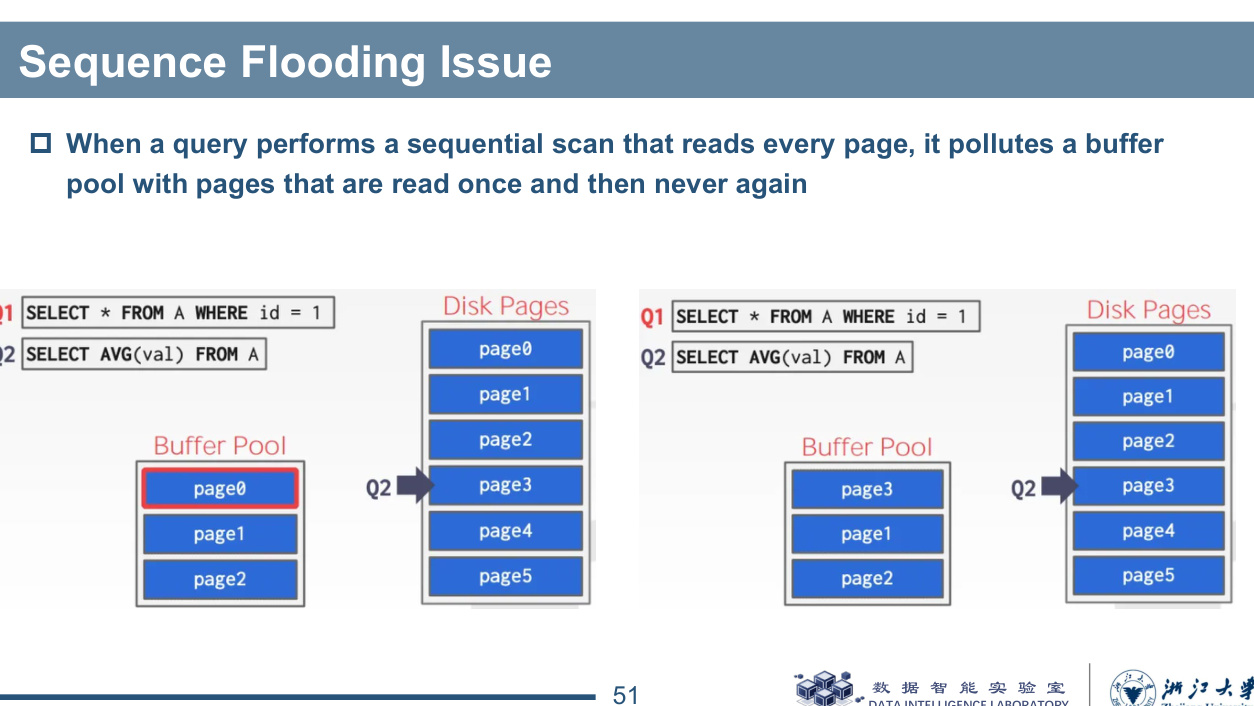 Sequence Flooding Issue
When a query performs a sequential scan that reads every page, it pollutes a buffer
pool with pages that are read once and then never again
Q1 SELECT * FROM A WHERE id = 1
Q2 SELECT AVG(val) FROM A
Disk Pages
page0
page1
page2
Q2 page3
page4
page5
Buffer Pool
page0
page1
page2
Q1 SELECT * FROM A WHERE id = 1
Q2 SELECT AVG(val) FROM A
Disk Pages
page0
page1
page2
Q2 page3
page4
page5
Buffer Pool
page3
page1
page2
51
数据智能实验室
DATA INTELLIGENCE LABORATORY
浙江大学